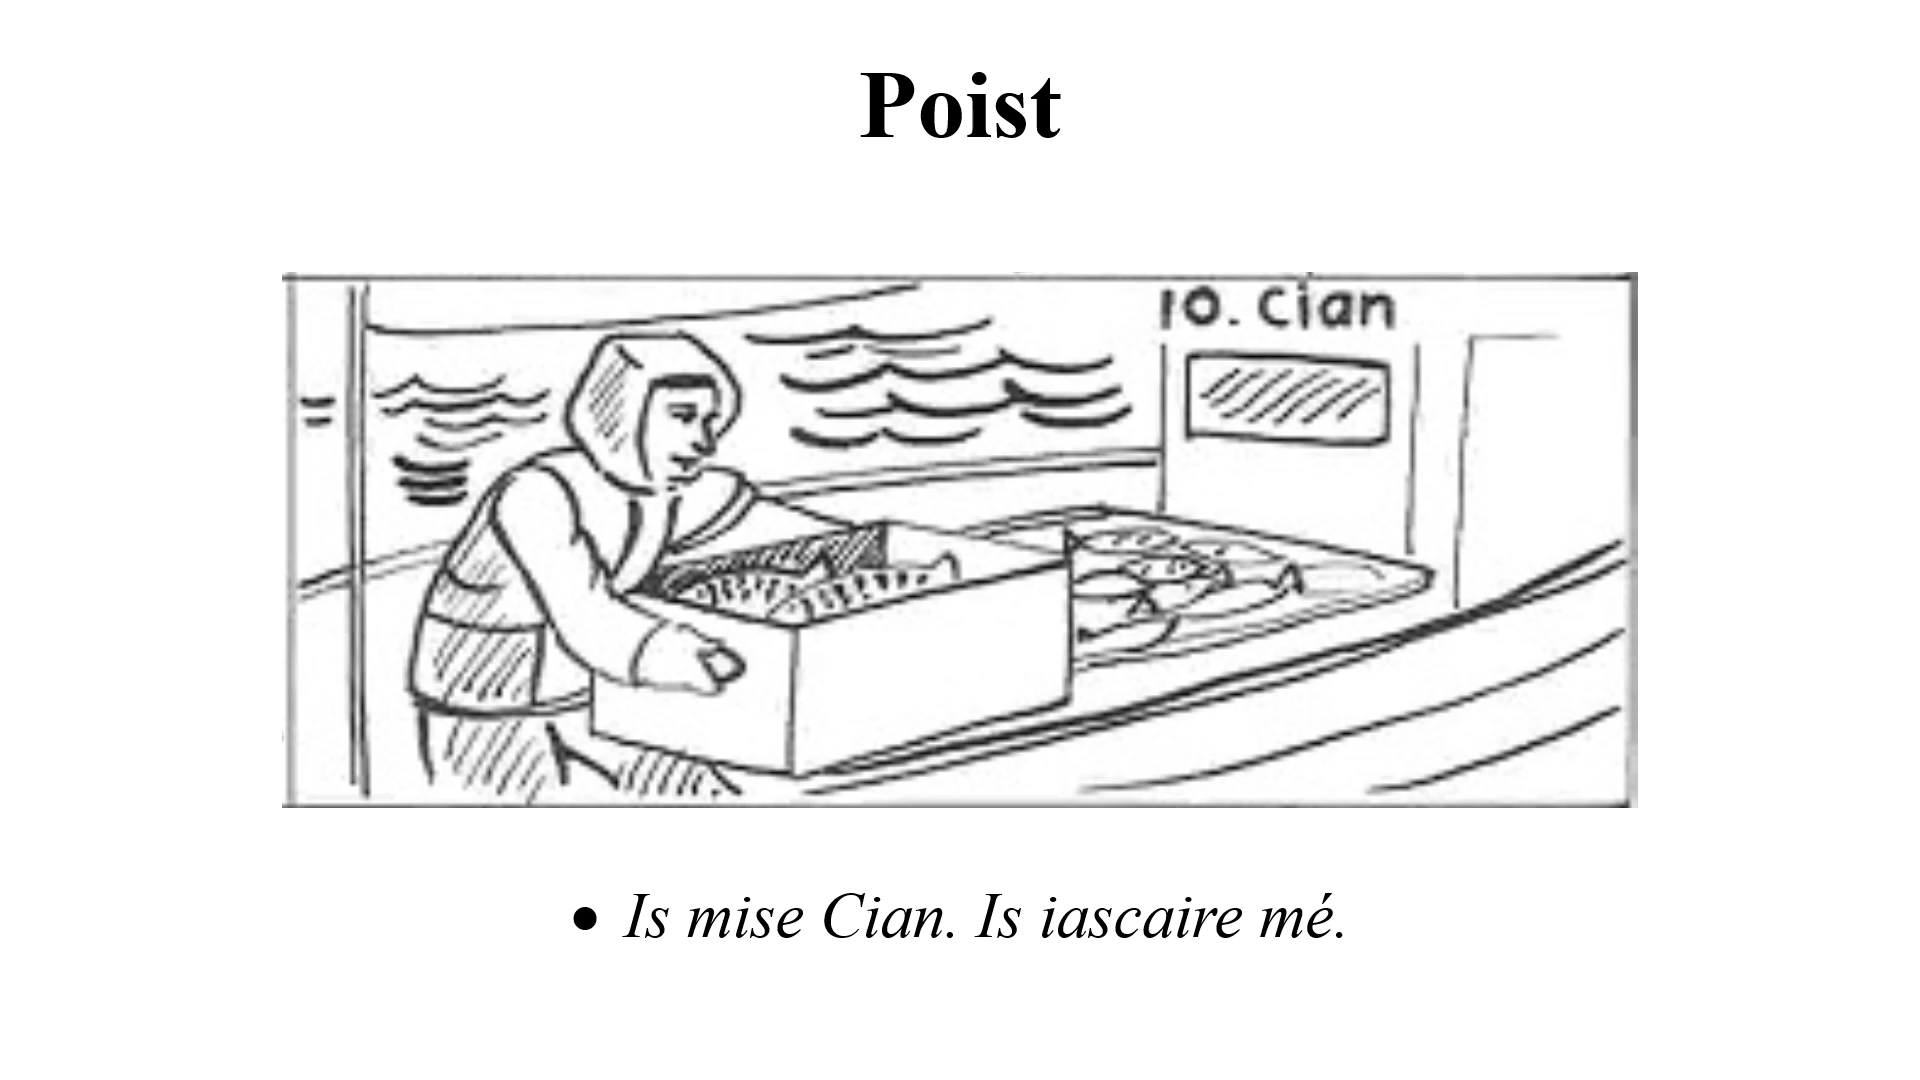 Poist
10. Cian
• Is mise Cian. Is iascaire mé.